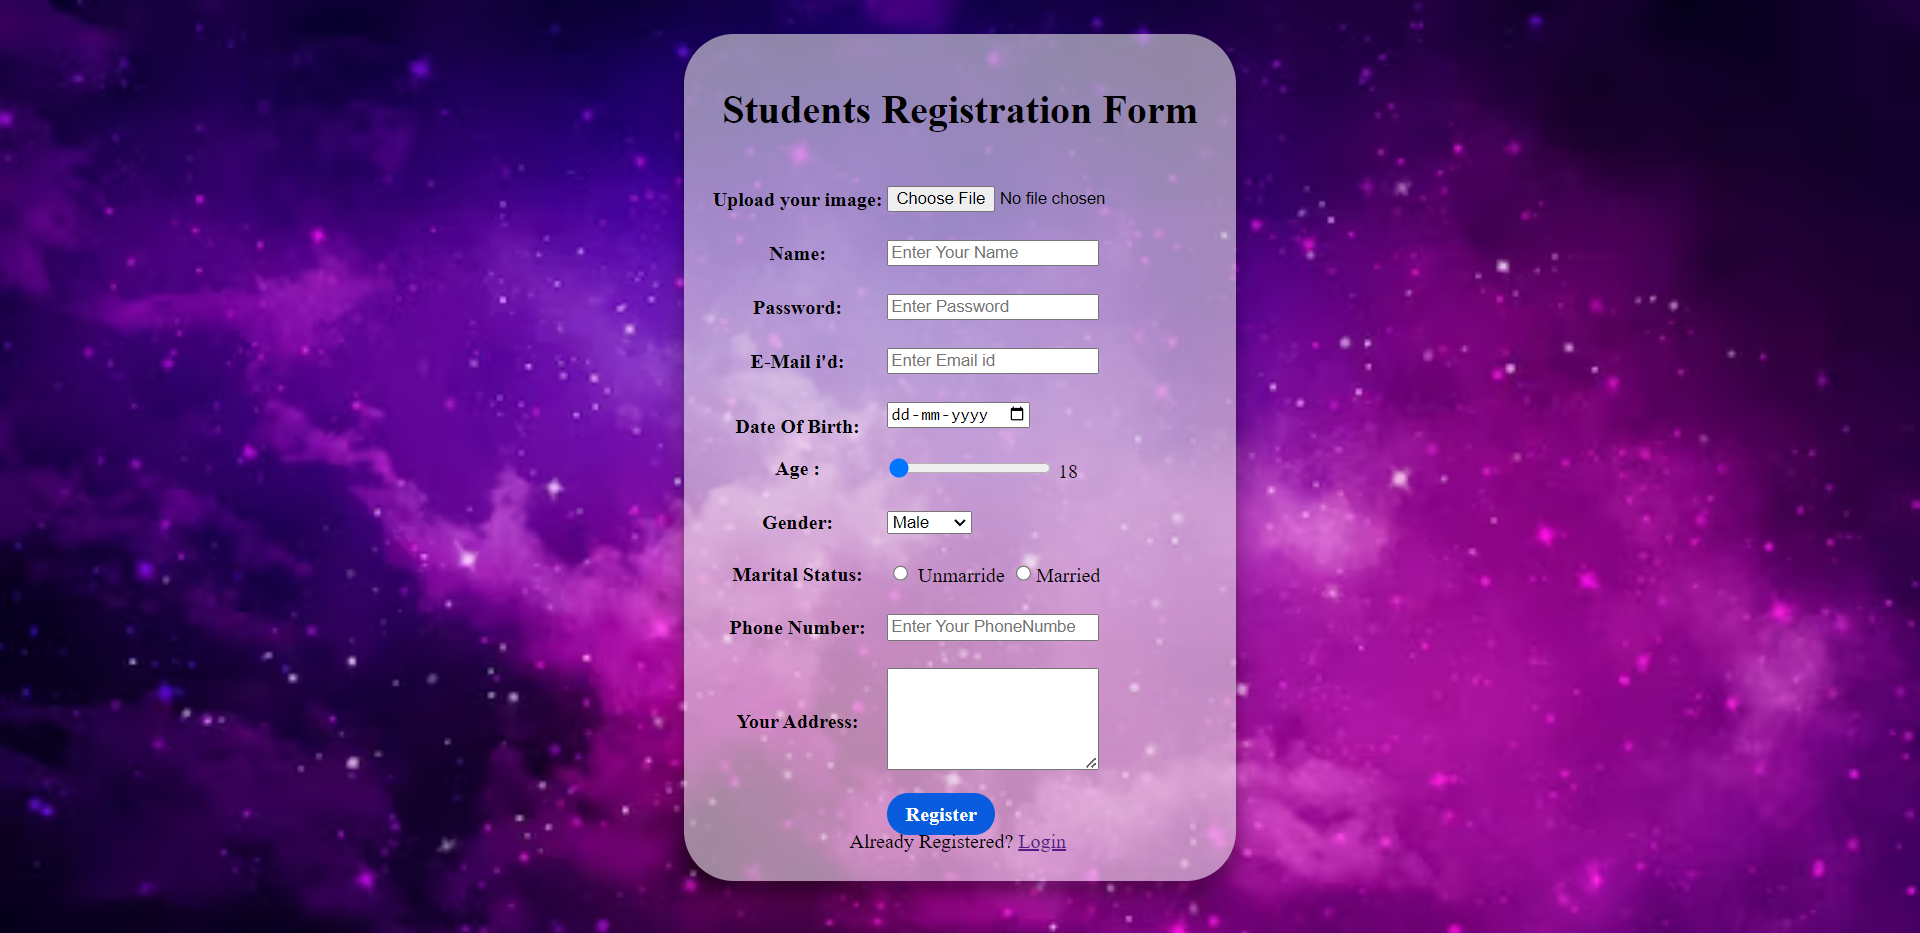 Students Registration Form
Upload your image: Choose File No file chosen
Name: Enter Your Name
Password: Enter Password
E-Mail i'd: Enter Email id
Date Of Birth: dd-mm-yyyy
Age : 18
Gender: Male
Marital Status: Unmarride Married
Phone Number: Enter Your PhoneNumbe
Your Address:
Register
Already Registered? Login